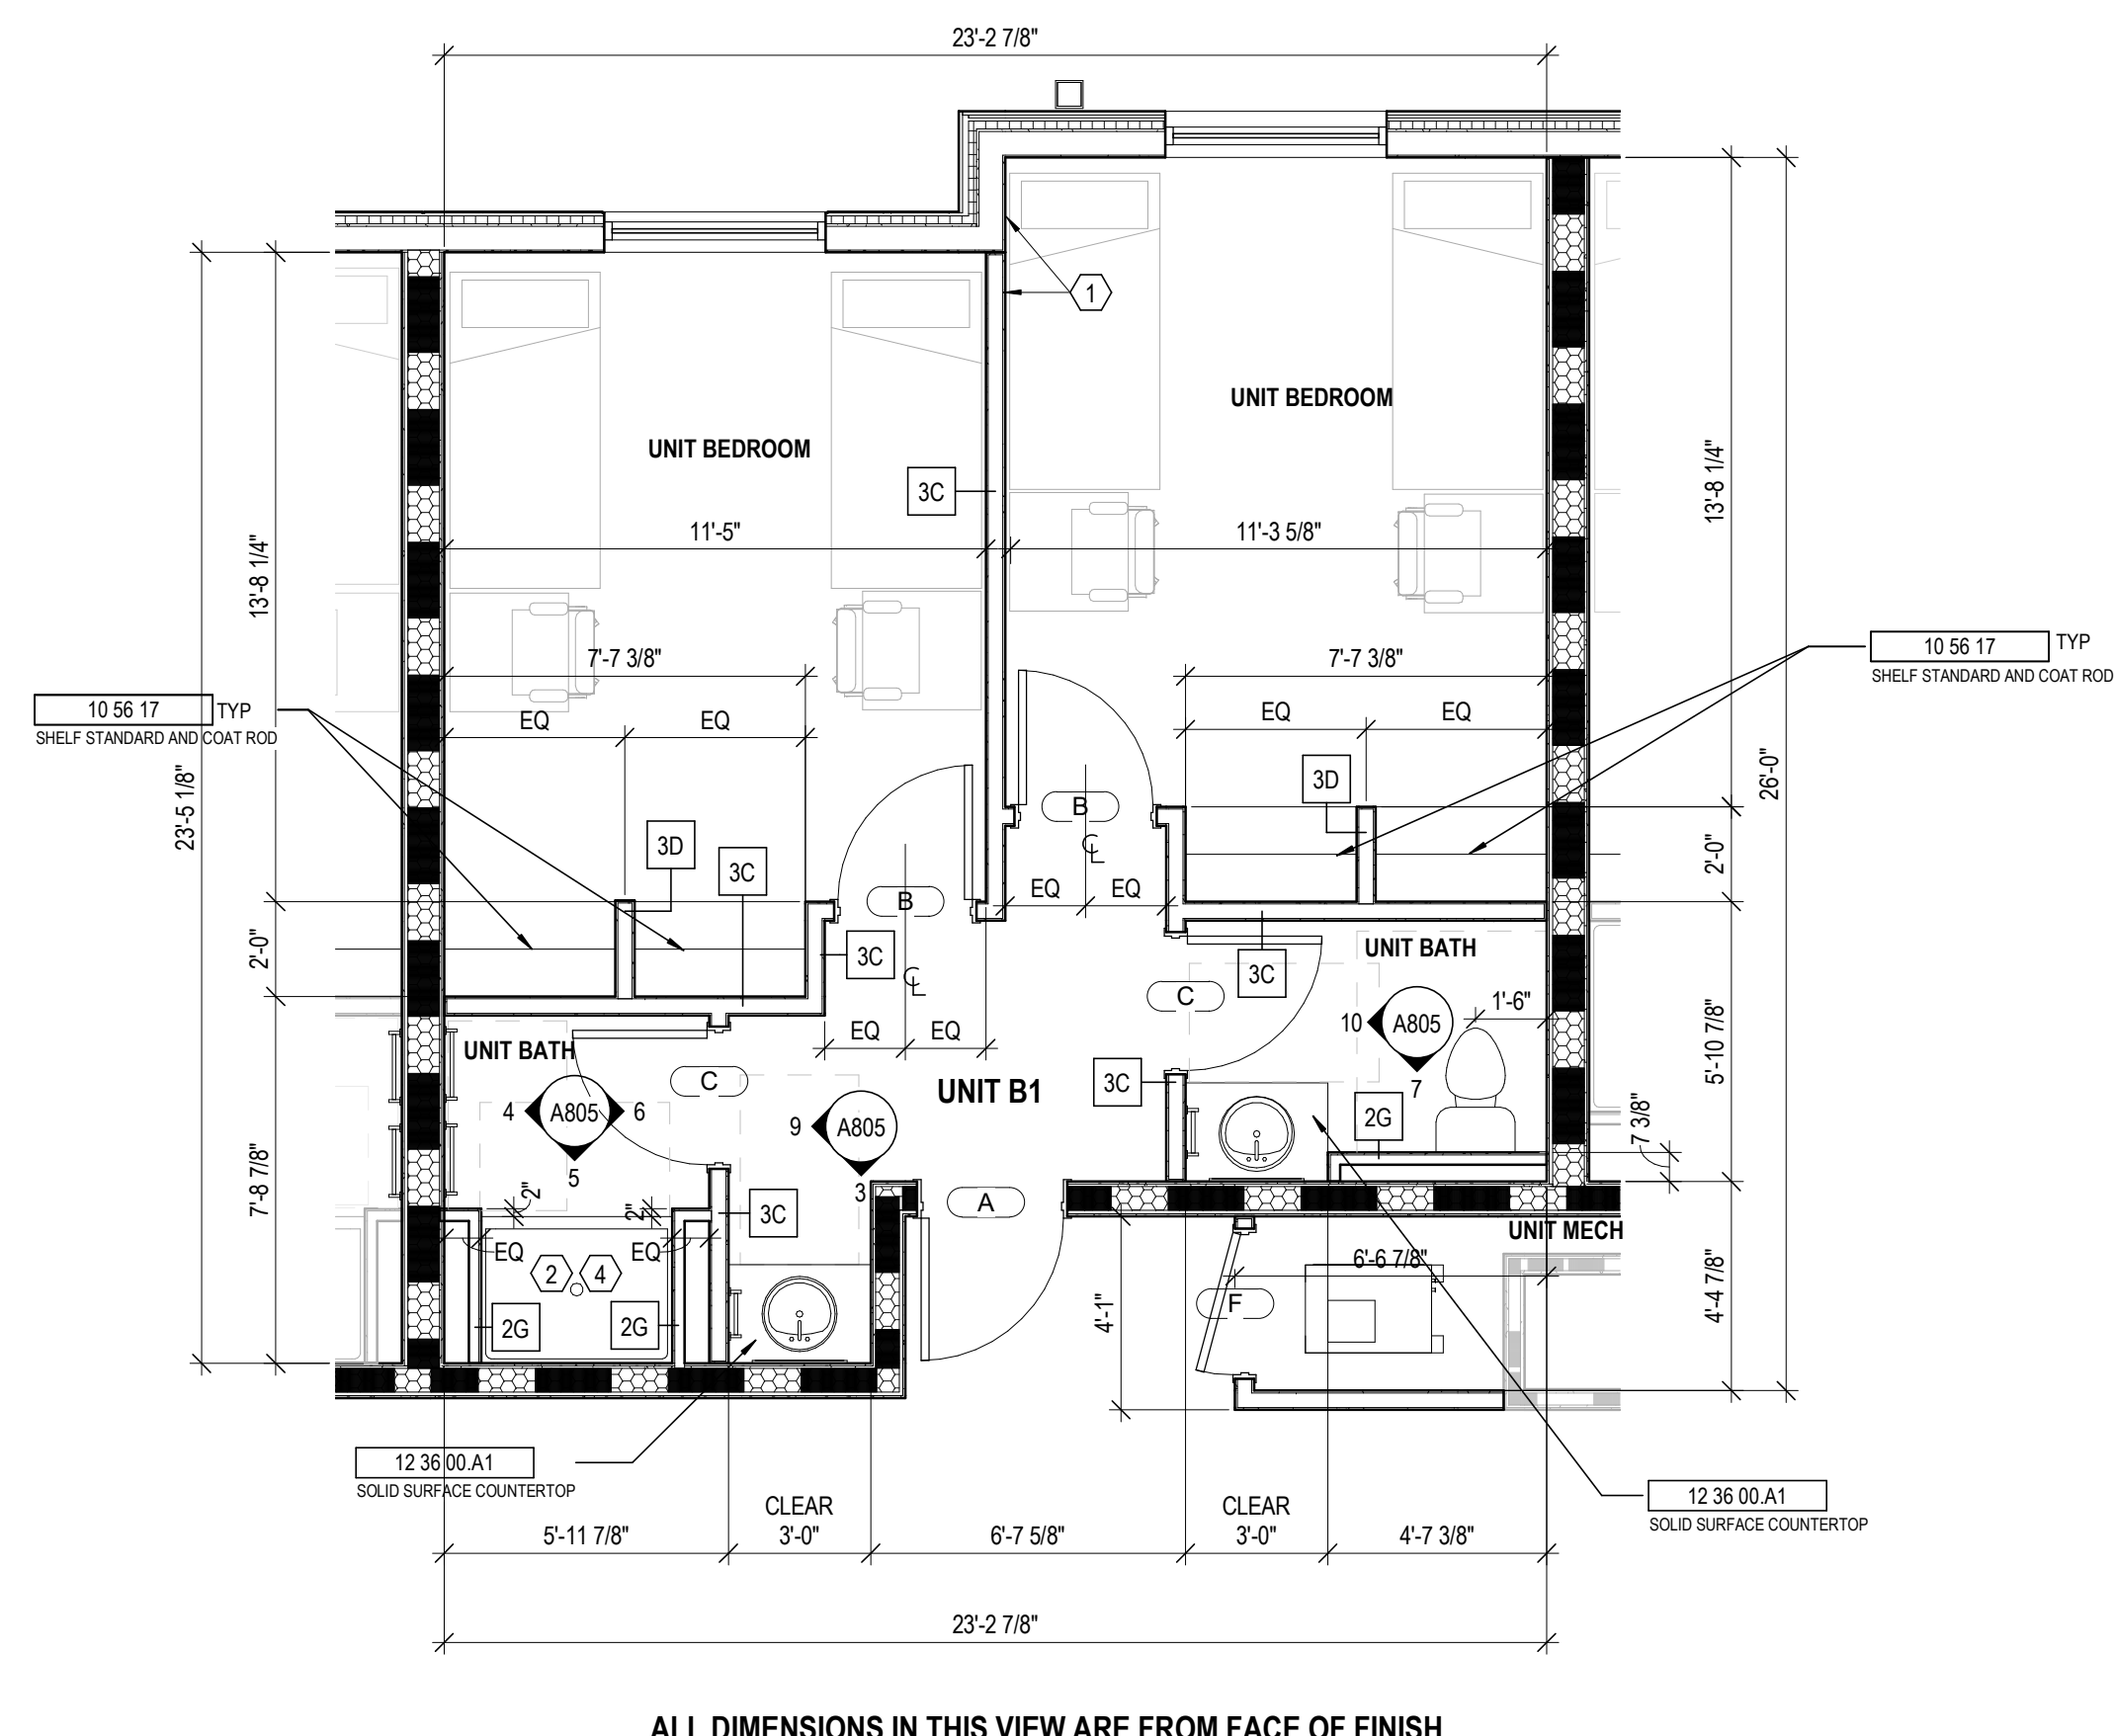 23'-2 7/8"
1
UNIT BEDROOM
UNIT BEDROOM
3C
13'-8 1/4"
11'-5"
11'-3 5/8"
13'-8 1/4"
10 56 17 TYP
SHELF STANDARD AND COAT ROD
7'-7 3/8"
7'-7 3/8"
10 56 17 TYP
SHELF STANDARD AND COAT ROD
EQ
EQ
EQ
EQ
23'-5 1/8"
26'-0"
3D
B
3D
3C
2'-0"
CL
B
EQ
EQ
2'-0"
3C
CL
3C
UNIT BATH
C
1'-6"
10
A805
7
EQ
EQ
UNIT BATH
C
UNIT B1
3C
5'-10 7/8"
4
A805
6
5
9
A805
3
2G
7 3/8"
7'-8 7/8"
2"
2"
3C
A
UNIT MECH
EQ
EQ
2
4
6'-6 7/8"
F
4'-1"
4'-4 7/8"
2G
2G
12 36 00.A1
SOLID SURFACE COUNTERTOP
12 36 00.A1
SOLID SURFACE COUNTERTOP
CLEAR
CLEAR
5'-11 7/8"
3'-0"
6'-7 5/8"
3'-0"
4'-7 3/8"
23'-2 7/8"
ALL DIMENSIONS IN THIS VIEW ARE FROM FACE OF FINISH